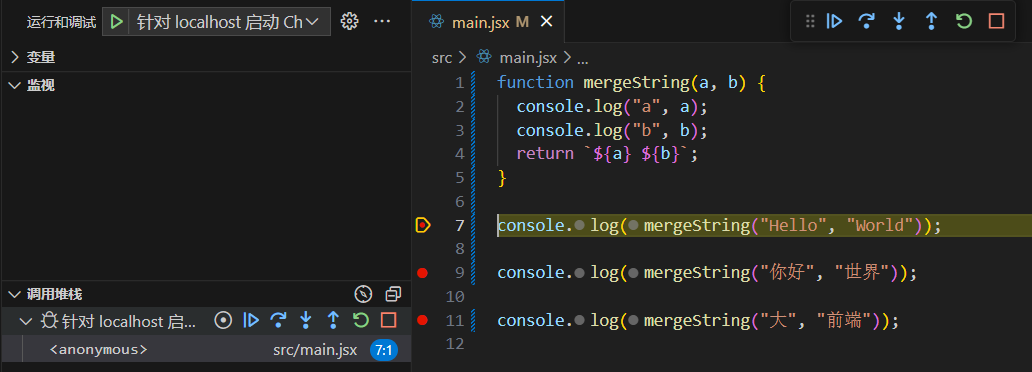 运行和调试 针对 localhost 启动 Ch
变量
监视
调用堆栈
针对 localhost 启...
<anonymous> src/main.jsx 7:1
main.jsx M
src > main.jsx > ...
1 function mergeString(a, b) {
2 console.log("a", a);
3 console.log("b", b);
4 return `${a} ${b}`;
5 }
6
7 console.log(mergeString("Hello", "World"));
8
9 console.log(mergeString("你好", "世界"));
10
11 console.log(mergeString("大", "前端"));
12